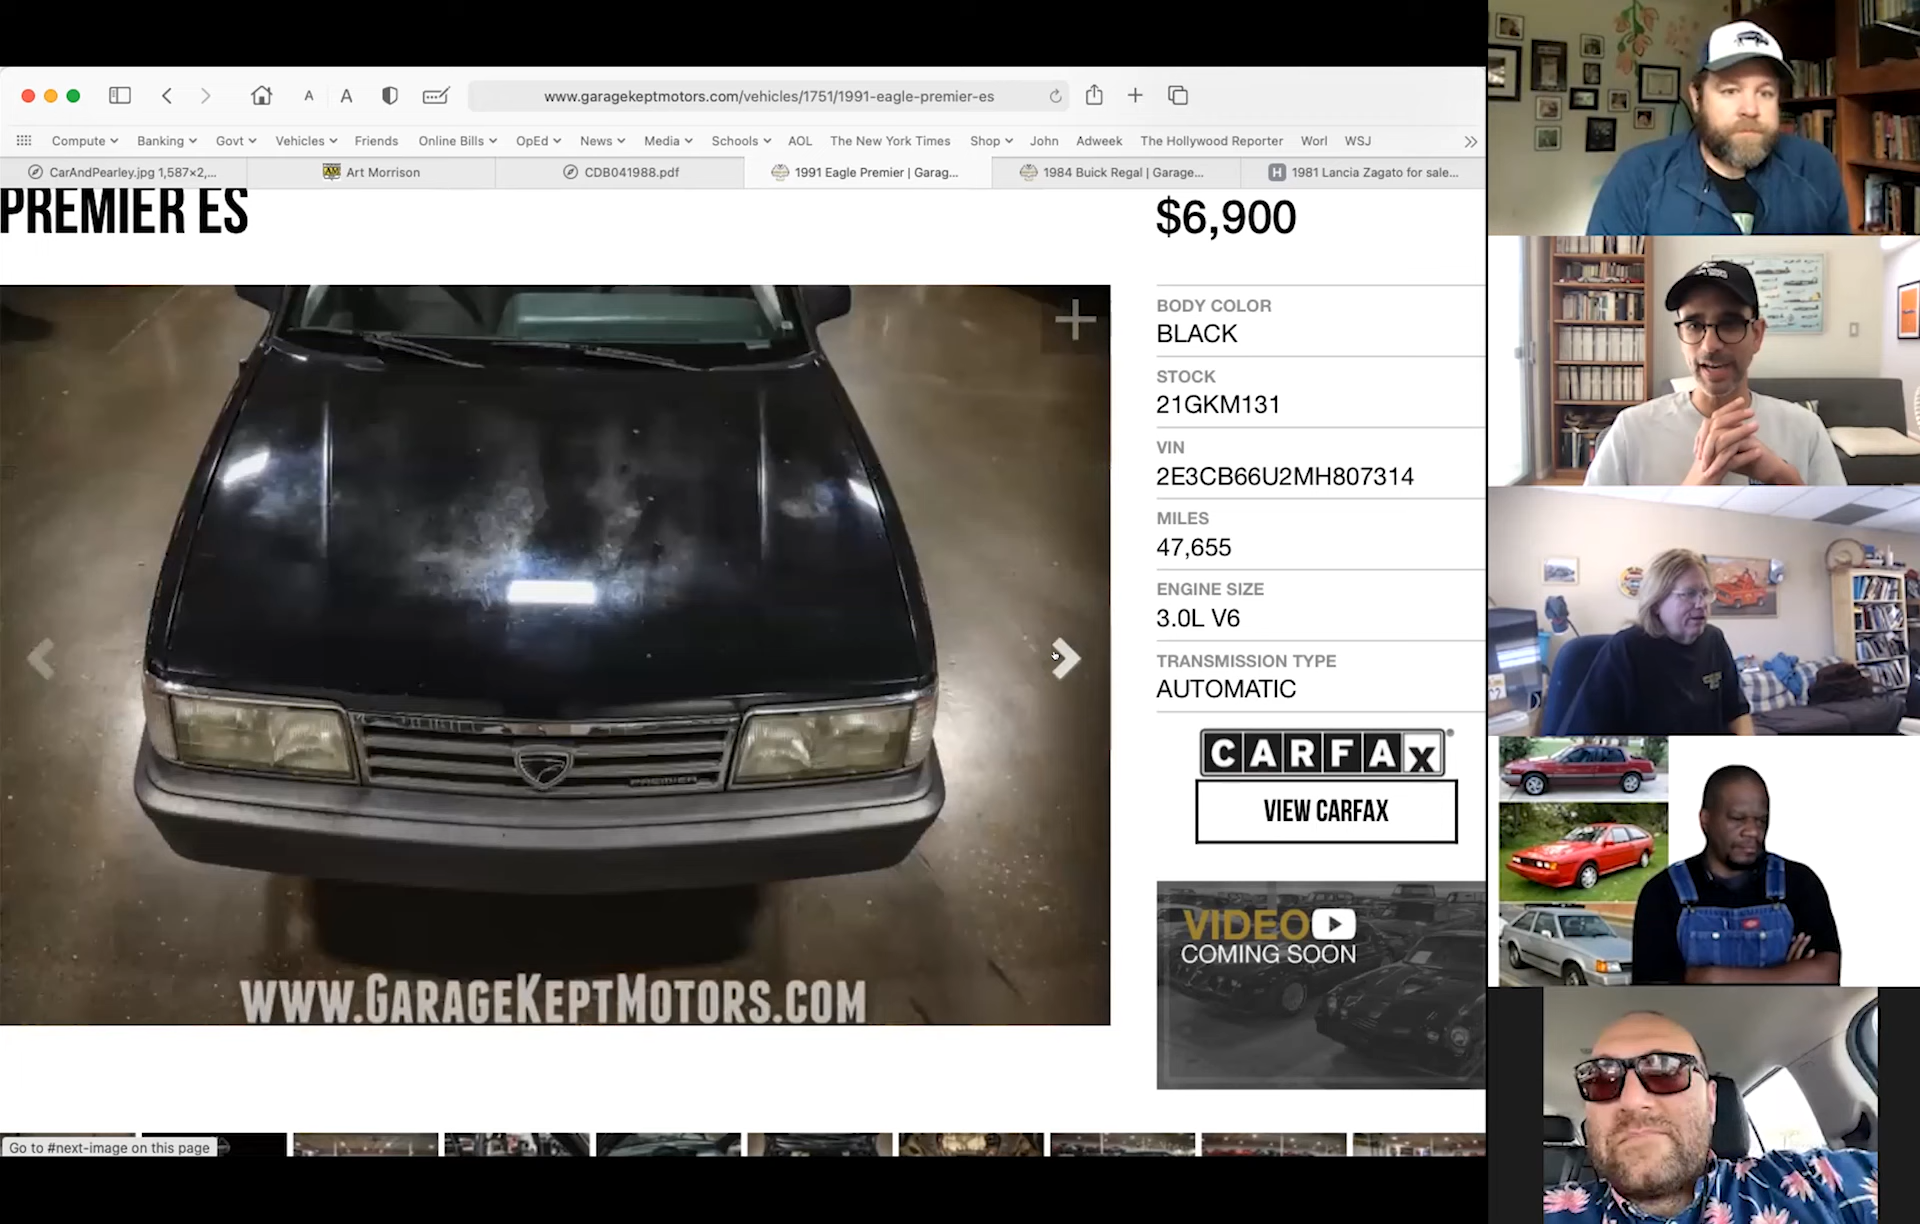 www.garagekeptmotors.com/vehicles/1751/1991-eagle-premier-es
A A
Compute Banking Govt Vehicles Friends Online Bills OpEd News Media Schools AOL The New York Times Shop John Adweek The Hollywood Reporter Worl WSJ
CarAndPearley.jpg 1,587×2,... Art Morrison CDB041988.pdf 1991 Eagle Premier | Garag... 1984 Buick Regal | Garage... 1981 Lancia Zagato for sale...
PREMIER ES
$6,900
BODY COLOR
BLACK
STOCK
21GKM131
VIN
2E3CB66U2MH807314
MILES
47,655
ENGINE SIZE
3.0L V6
TRANSMISSION TYPE
AUTOMATIC
CARFAX
VIEW CARFAX
VIDEO
COMING SOON
PREMIER
WWW.GARAGEKEPTMOTORS.COM
Go to #next-image on this page